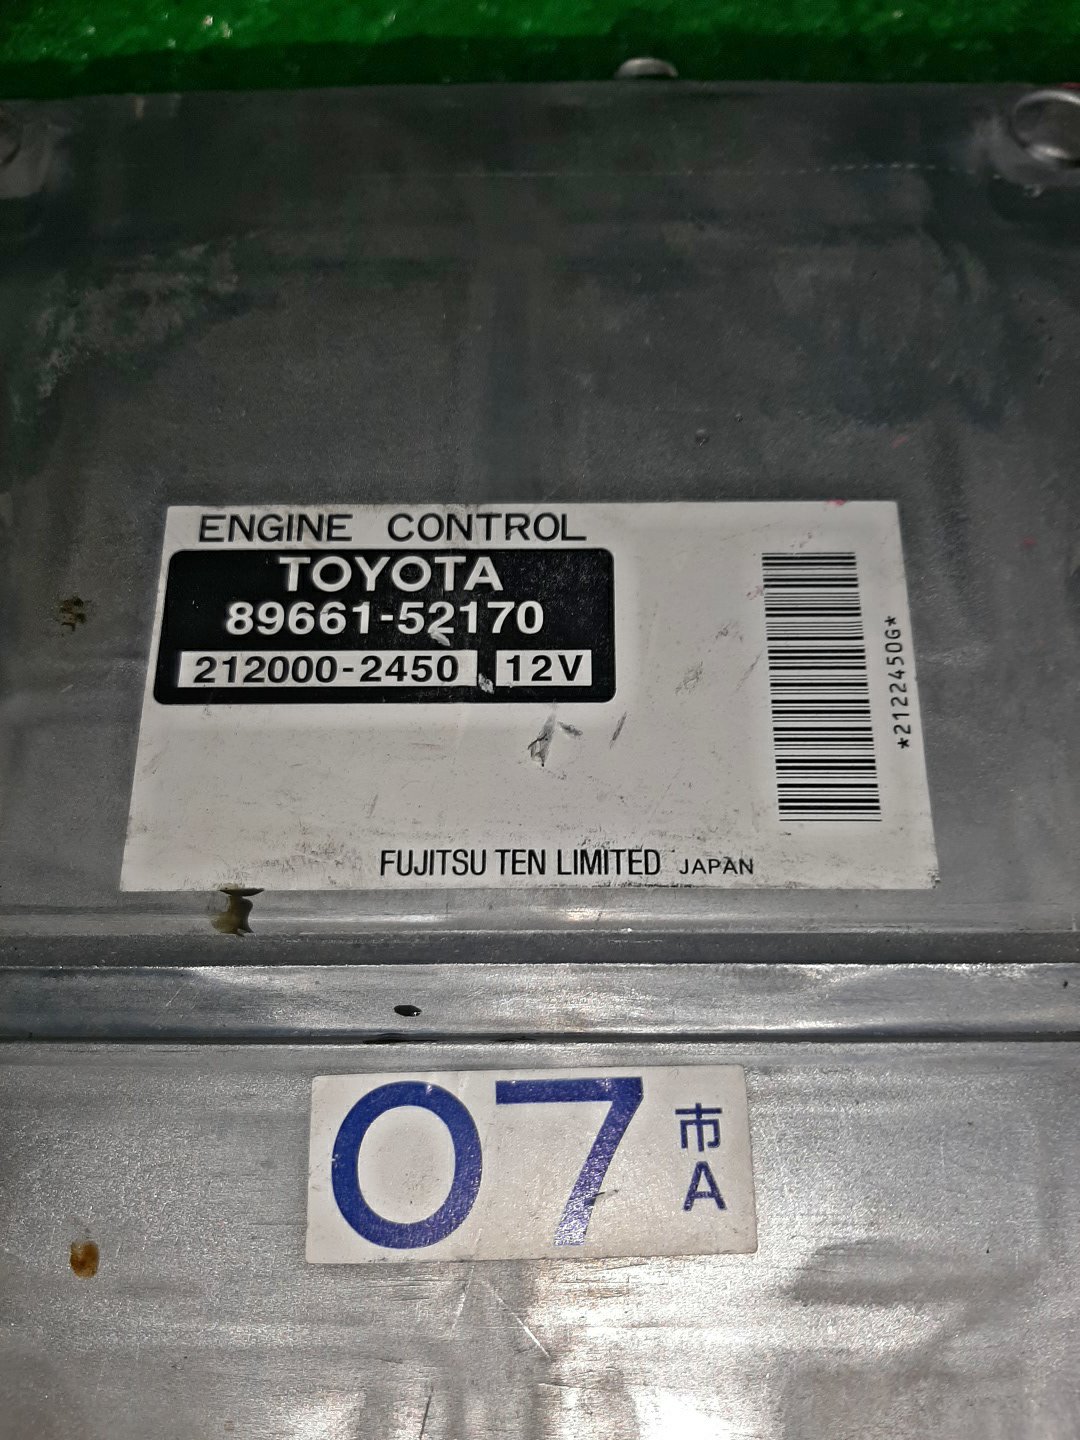 ENGINE CONTROL
TOYOTA
89661-52170
212000-2450 12V
*2122450G*
FUJITSU TEN LIMITED JAPAN
07 市
A